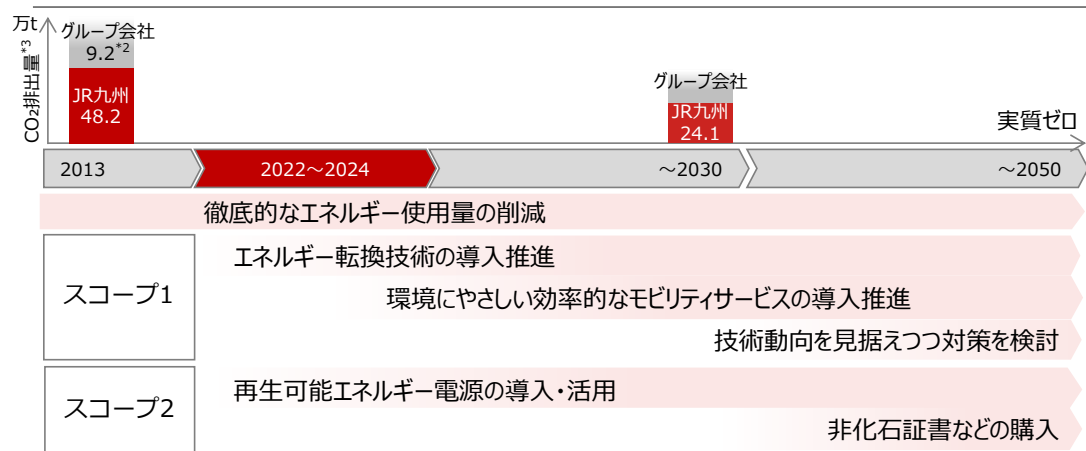 万t
CO₂排出量*3
グループ会社
9.2*2
JR九州
48.2
グループ会社
JR九州
24.1
実質ゼロ
2013
2022～2024
～2030
～2050
徹底的なエネルギー使用量の削減
スコープ1
エネルギー転換技術の導入推進
環境にやさしい効率的なモビリティサービスの導入推進
技術動向を見据えつつ対策を検討
スコープ2
再生可能エネルギー電源の導入・活用
非化石証書などの購入